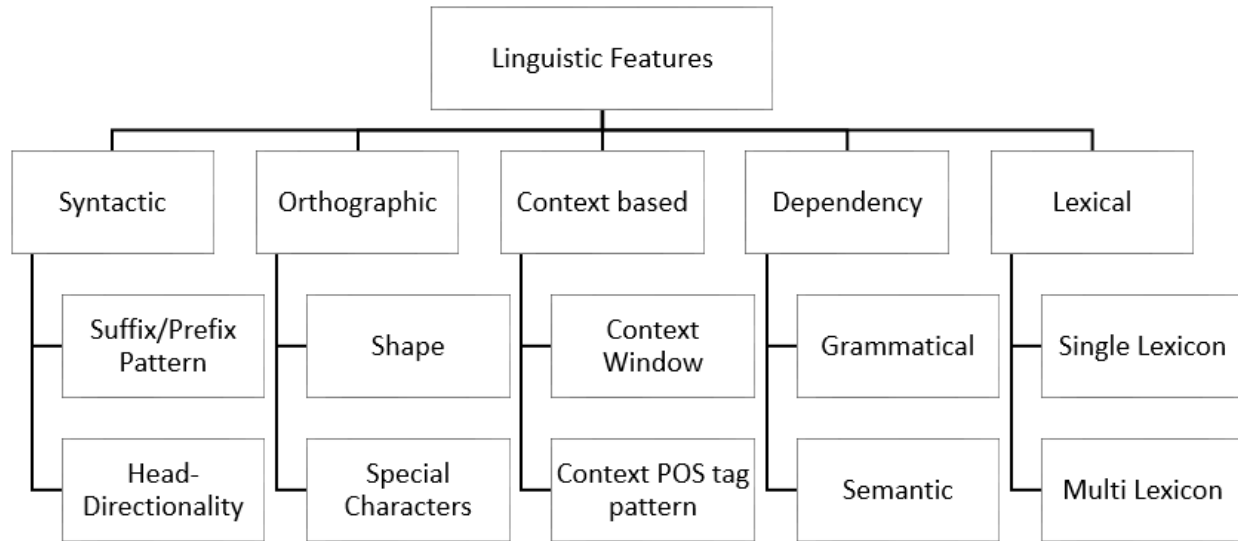 Linguistic Features
Syntactic
Orthographic
Context based
Dependency
Lexical
Suffix/Prefix
Pattern
Shape
Context
Window
Grammatical
Single Lexicon
Head-
Directionality
Special
Characters
Context POS tag
pattern
Semantic
Multi Lexicon